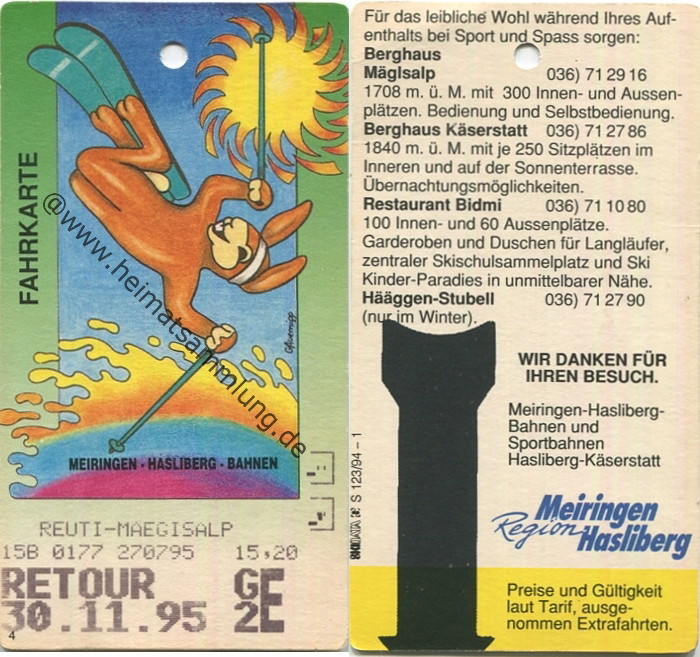 FAHRKARTE
@www.heimatsammlung.de
MEIRINGEN · HASLIBERG · BAHNEN
REUTI-MAEGISALP
15B 0177 270795 15,20
RETOUR GE
30.11.95 2E
4
Für das leibliche Wohl während Ihres Auf-
enthalts bei Sport und Spass sorgen:
Berghaus
Mäglsalp 036) 71 29 16
1708 m. ü. M. mit 300 Innen- und Aussen-
plätzen. Bedienung und Selbstbedienung.
Berghaus Käserstatt 036) 71 27 86
1840 m. ü. M. mit je 250 Sitzplätzen im
Inneren und auf der Sonnenterrasse.
Übernachtungsmöglichkeiten.
Restaurant Bidmi 036) 71 10 80
100 Innen- und 60 Aussenplätze.
Garderoben und Duschen für Langläufer,
zentraler Skischulsammelplatz und Ski
Kinder-Paradies in unmittelbarer Nähe.
Hääggen-Stubell 036) 71 27 90
(nur im Winter).
WIR DANKEN FÜR
IHREN BESUCH.
Meiringen-Hasliberg-
Bahnen und
Sportbahnen
Hasliberg-Käserstatt
S 123/94 – 1
Meiringen
Region Hasliberg
Preise und Gültigkeit
laut Tarif, ausge-
nommen Extrafahrten.